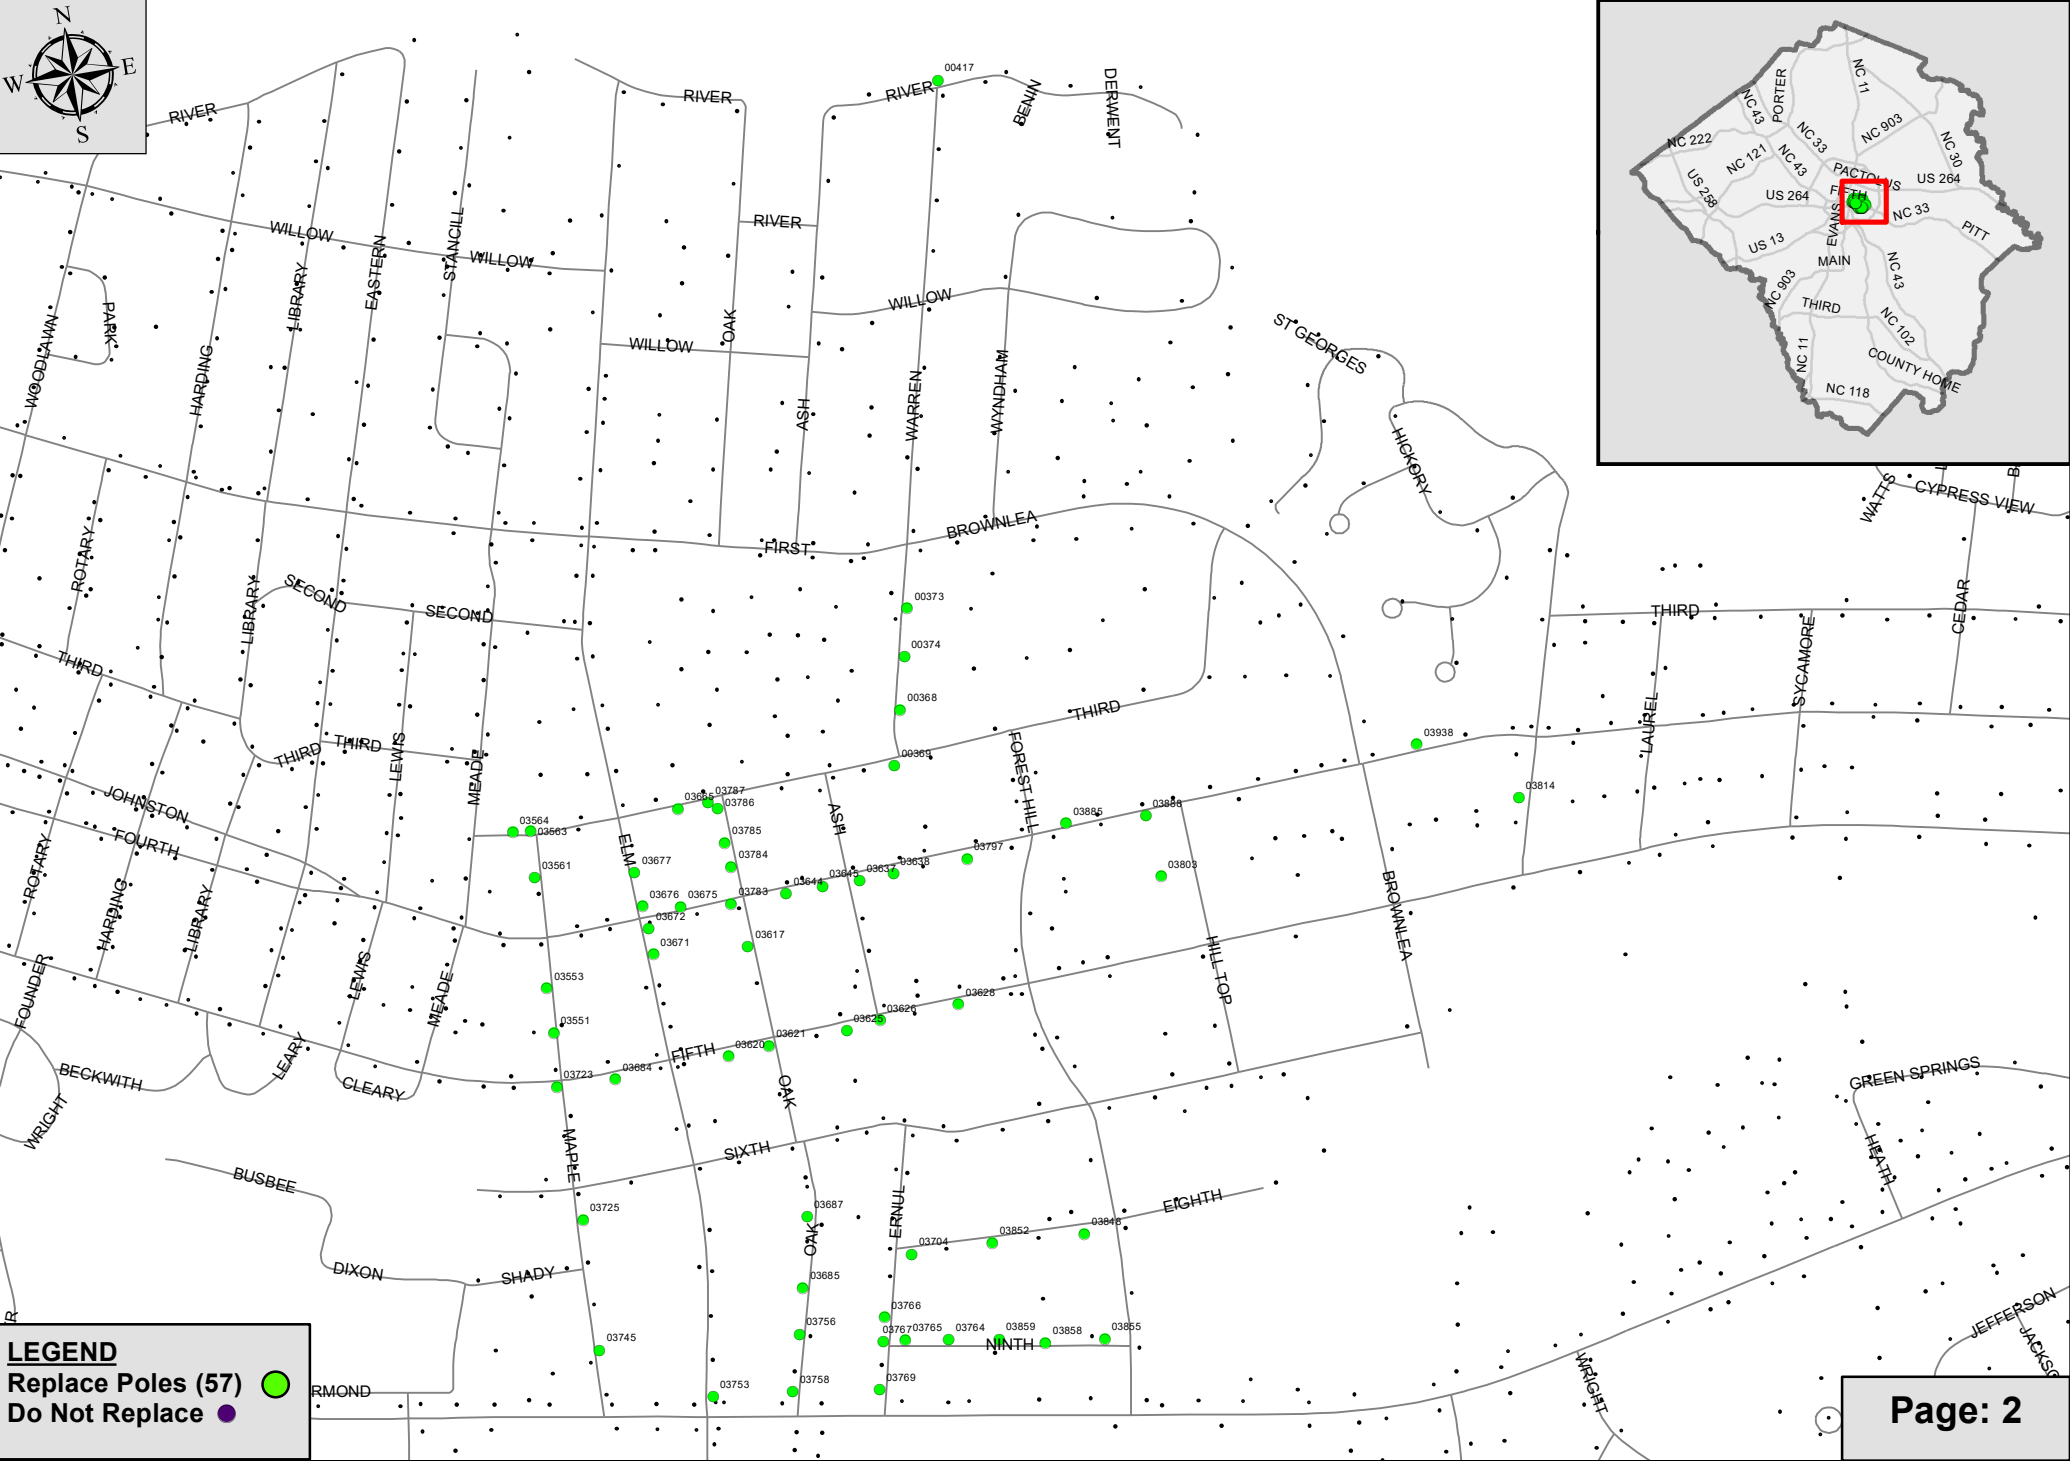 N
W
E
S
RIVER
RIVER
RIVER
BENIN
DERWENT
00417
WILLOW
STANCILL
WILLOW
RIVER
EASTERN
LIBRARY
PARK
WOODLAWN
HARDING
WILLOW
OAK
WILLOW
ASH
WARREN
WYNDHAM
ST GEORGES
HICKORY
WATTS
CYPRESS VIEW
BROWNLEA
FIRST
ROTARY
LIBRARY
SECOND
SECOND
00373
00374
00368
00369
THIRD
THIRD
CEDAR
SYCAMORE
LAUREL
THIRD
THIRD
THIRD
LEWIS
MEADE
FOREST HILL
03938
03814
JOHNSTON
FOURTH
ROTARY
HARDING
LIBRARY
03564
03563
03561
ELM
03665
03787
03786
03785
03784
03783
ASH
03677
03676
03675
03672
03671
03644
03645
03637
03638
03797
03885
03888
03803
03617
BROWNLEA
HILL TOP
FOUNDER
LEWIS
MEADE
03553
03551
03628
03626
03625
03621
03620
FIFTH
03684
03723
LEARY
CLEARY
BECKWITH
WRIGHT
OAK
MAPLE
SIXTH
GREEN SPRINGS
HEATH
BUSBEE
DIXON
SHADY
03725
03687
OAK
ERNUL
EIGHTH
03704
03852
03848
03685
03756
03766
03767
03765
03764
03859
03858
03855
NINTH
03745
03753
03758
03769
JEFFERSON
WRIGHT
RMOND
LEGEND
Replace Poles (57)
Do Not Replace
Page: 2
NC 11
PORTER
NC 43
NC 33
NC 903
NC 30
NC 222
NC 121
NC 43
PACTOLUS
US 264
US 258
US 264
FIFTH
NC 33
EVANS
US 13
PITT
MAIN
NC 43
NC 903
THIRD
NC 102
NC 11
COUNTY HOME
NC 118